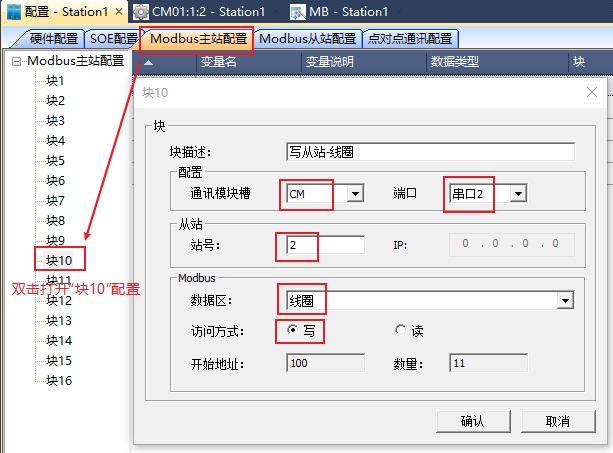 配置 - Station1 × CM01:1:2 - Station1 MB - Station1
硬件配置 SOE配置 Modbus主站配置 Modbus从站配置 点对点通讯配置
Modbus主站配置
变量名 变量说明 数据类型 块
块1
块2
块3
块4
块5
块6
块7
块8
块9
块10
双击打开“块10”配置
块11
块12
块13
块14
块15
块16
块10
块
块描述: 写从站-线圈
配置
通讯模块槽 CM 端口 串口2
从站
站号: 2 IP: 0 . 0 . 0 . 0
Modbus
数据区: 线圈
访问方式: 写 读
开始地址: 100 数量: 11
确认 取消